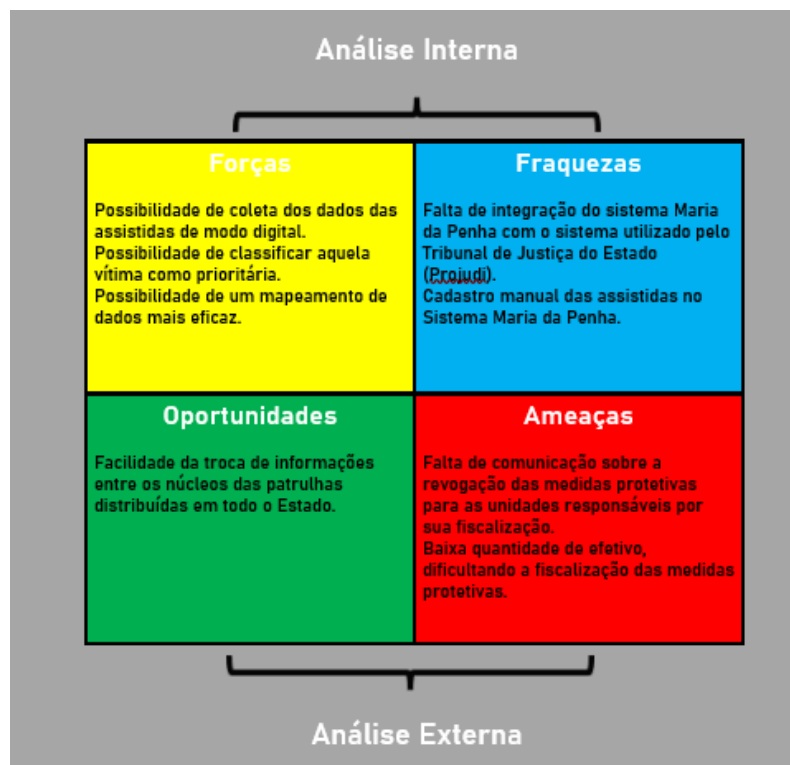 Análise Interna
Forças
Possibilidade de coleta dos dados das
assistidas de modo digital.
Possibilidade de classificar aquela
vítima como prioritária.
Possibilidade de um mapeamento de
dados mais eficaz.
Fraquezas
Falta de integração do sistema Maria
da Penha com o sistema utilizado pelo
Tribunal de Justiça do Estado
(Projudi).
Cadastro manual das assistidas no
Sistema Maria da Penha.
Oportunidades
Facilidade da troca de informações
entre os núcleos das patrulhas
distribuídas em todo o Estado.
Ameaças
Falta de comunicação sobre a
revogação das medidas protetivas
para as unidades responsáveis por
sua fiscalização.
Baixa quantidade de efetivo,
dificultando a fiscalização das medidas
protetivas.
Análise Externa